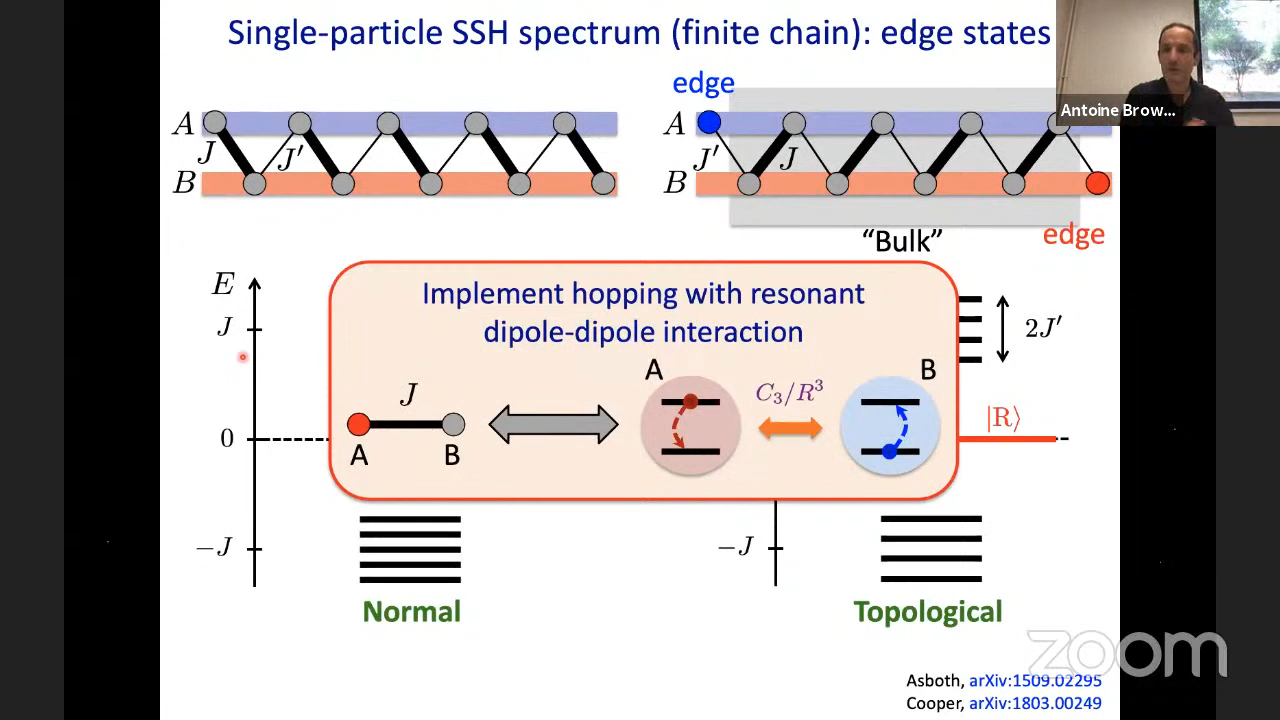 Single-particle SSH spectrum (finite chain): edge states
Antoine Brow...
edge
A
J
J'
B
edge
A
J'
J
B
"Bulk"
edge
E
J
0
−J
Implement hopping with resonant
dipole-dipole interaction
J
A
B
A
C₃/R³
B
2J'
|R⟩
−J
Normal
Topological
zoom
Asboth, arXiv:1509.02295
Cooper, arXiv:1803.00249